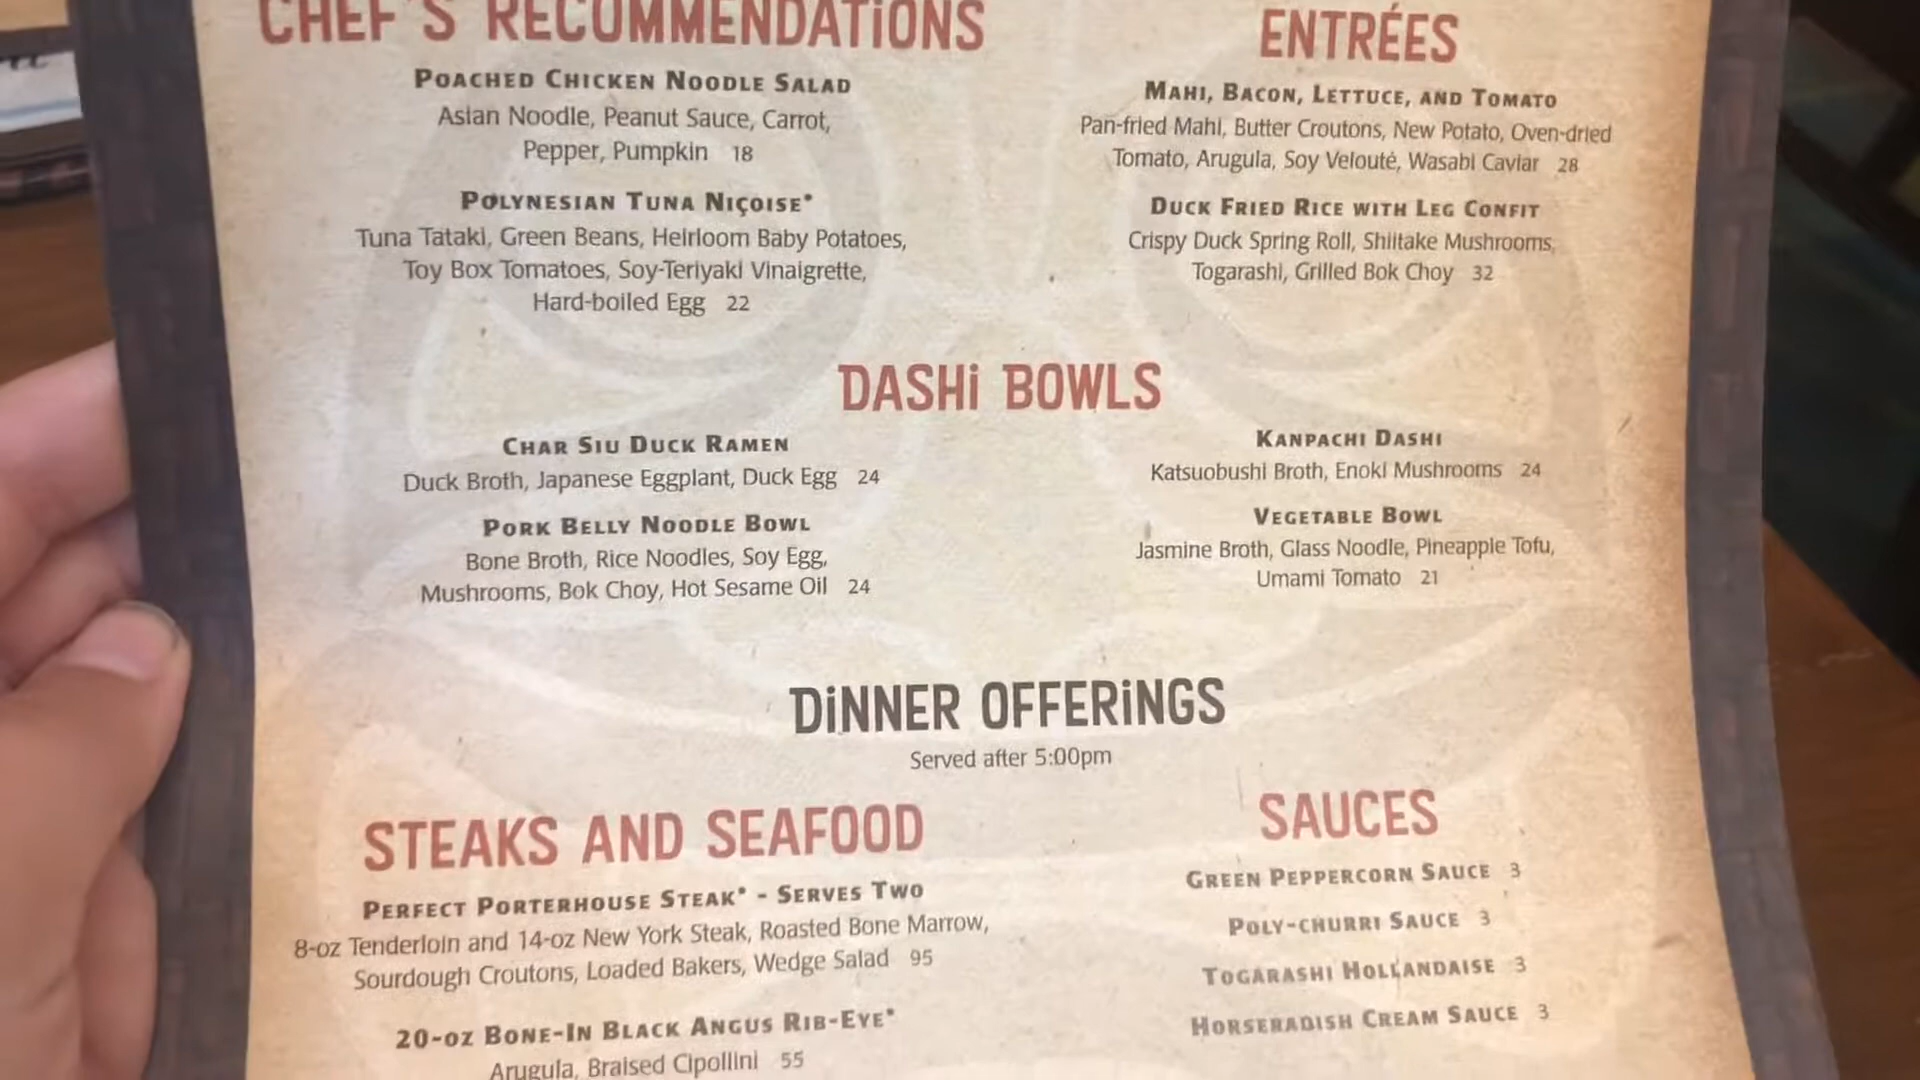 CHEF'S RECOMMENDATIONS
POACHED CHICKEN NOODLE SALAD
Asian Noodle, Peanut Sauce, Carrot,
Pepper, Pumpkin 18
POLYNESIAN TUNA NIÇOISE*
Tuna Tataki, Green Beans, Heirloom Baby Potatoes,
Toy Box Tomatoes, Soy-Teriyaki Vinaigrette,
Hard-boiled Egg 22
ENTRÉES
MAHI, BACON, LETTUCE, AND TOMATO
Pan-fried Mahi, Butter Croutons, New Potato, Oven-dried
Tomato, Arugula, Soy Velouté, Wasabi Caviar 28
DUCK FRIED RICE WITH LEG CONFIT
Crispy Duck Spring Roll, Shiitake Mushrooms,
Togarashi, Grilled Bok Choy 32
DASHi BOWLS
CHAR SIU DUCK RAMEN
Duck Broth, Japanese Eggplant, Duck Egg 24
PORK BELLY NOODLE BOWL
Bone Broth, Rice Noodles, Soy Egg,
Mushrooms, Bok Choy, Hot Sesame Oil 24
KANPACHI DASHI
Katsuobushi Broth, Enoki Mushrooms 24
VEGETABLE BOWL
Jasmine Broth, Glass Noodle, Pineapple Tofu,
Umami Tomato 21
DiNNER OFFERiNGS
Served after 5:00pm
STEAKS AND SEAFOOD
PERFECT PORTERHOUSE STEAK* - SERVES TWO
8-oz Tenderloin and 14-oz New York Steak, Roasted Bone Marrow,
Sourdough Croutons, Loaded Bakers, Wedge Salad 95
20-OZ BONE-IN BLACK ANGUS RIB-EYE*
Arugula, Braised Cipollini 55
SAUCES
GREEN PEPPERCORN SAUCE 3
POLY-CHURRI SAUCE 3
TOGARASHI HOLLANDAISE 3
HORSERADISH CREAM SAUCE 3